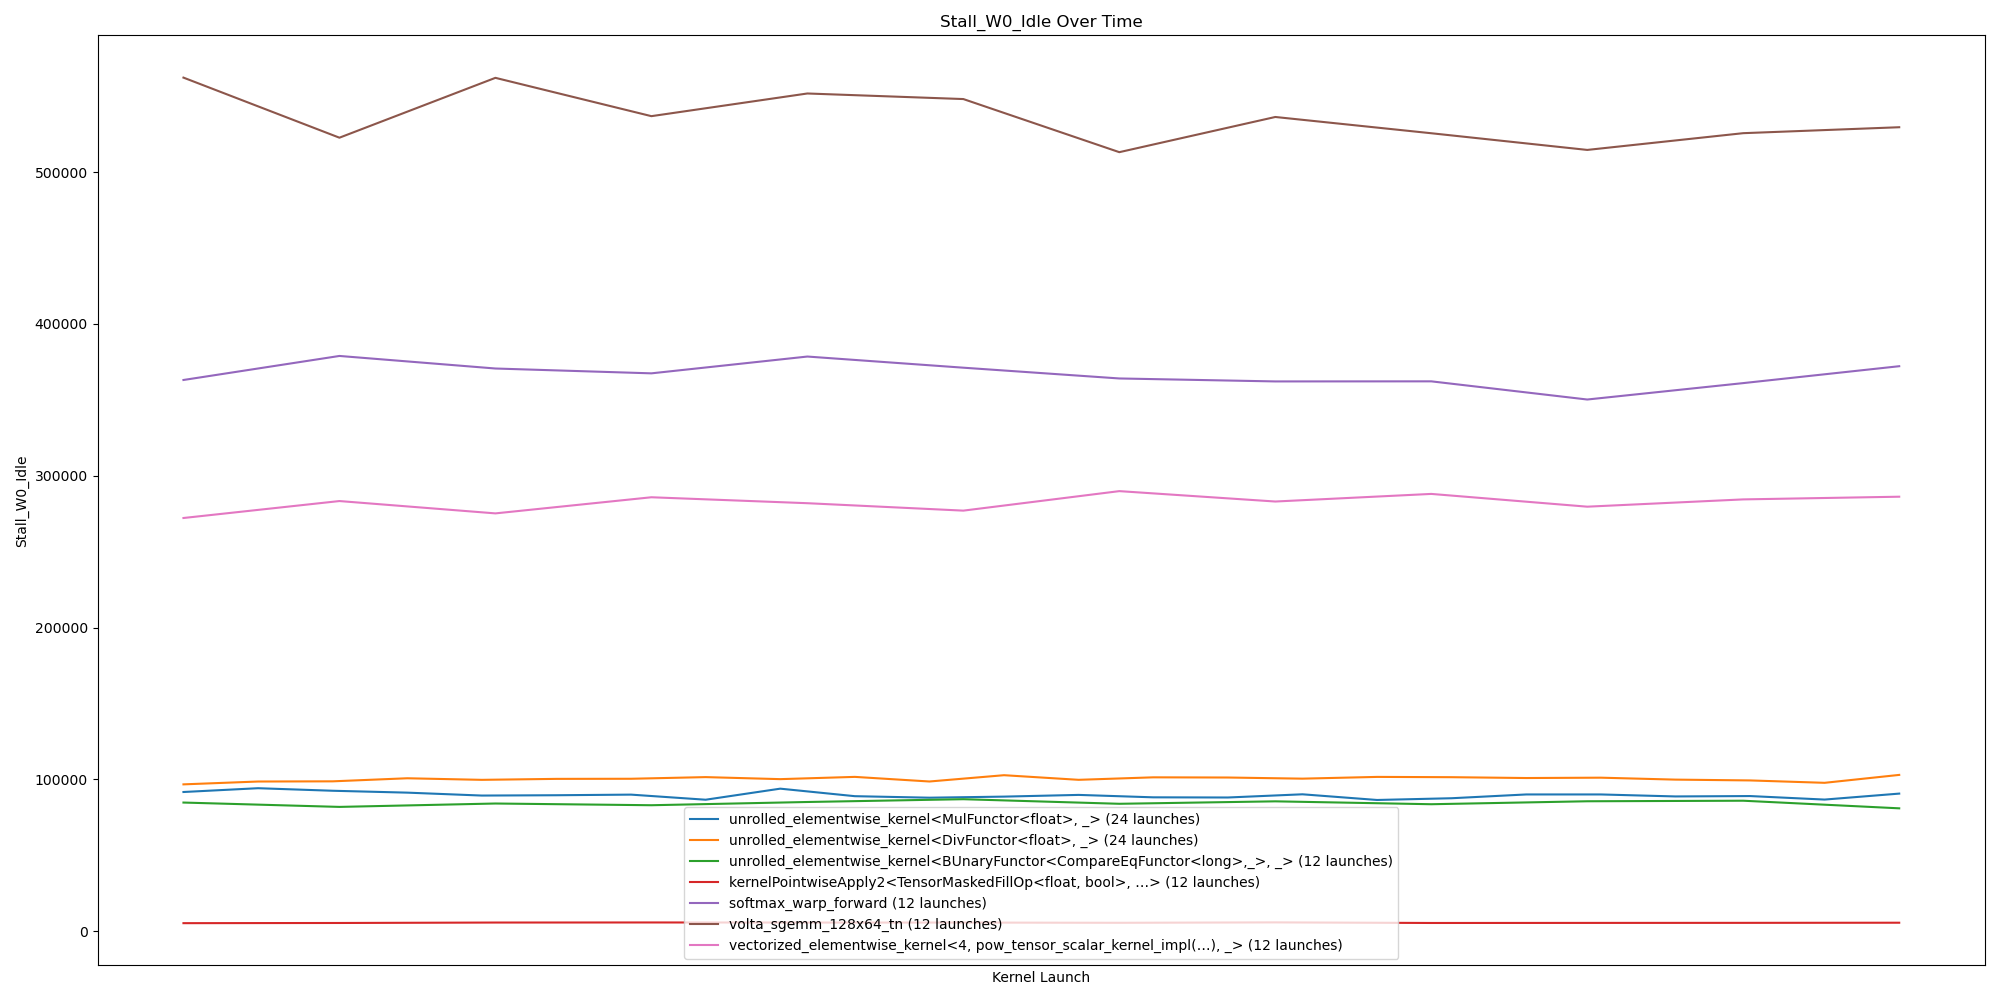 Stall_W0_Idle Over Time
Stall_W0_Idle
500000
400000
300000
200000
100000
0
unrolled_elementwise_kernel<MulFunctor<float>, _> (24 launches)
unrolled_elementwise_kernel<DivFunctor<float>, _> (24 launches)
unrolled_elementwise_kernel<BUnaryFunctor<CompareEqFunctor<long>,_>, _> (12 launches)
kernelPointwiseApply2<TensorMaskedFillOp<float, bool>, ...> (12 launches)
softmax_warp_forward (12 launches)
volta_sgemm_128x64_tn (12 launches)
vectorized_elementwise_kernel<4, pow_tensor_scalar_kernel_impl(...), _> (12 launches)
Kernel Launch